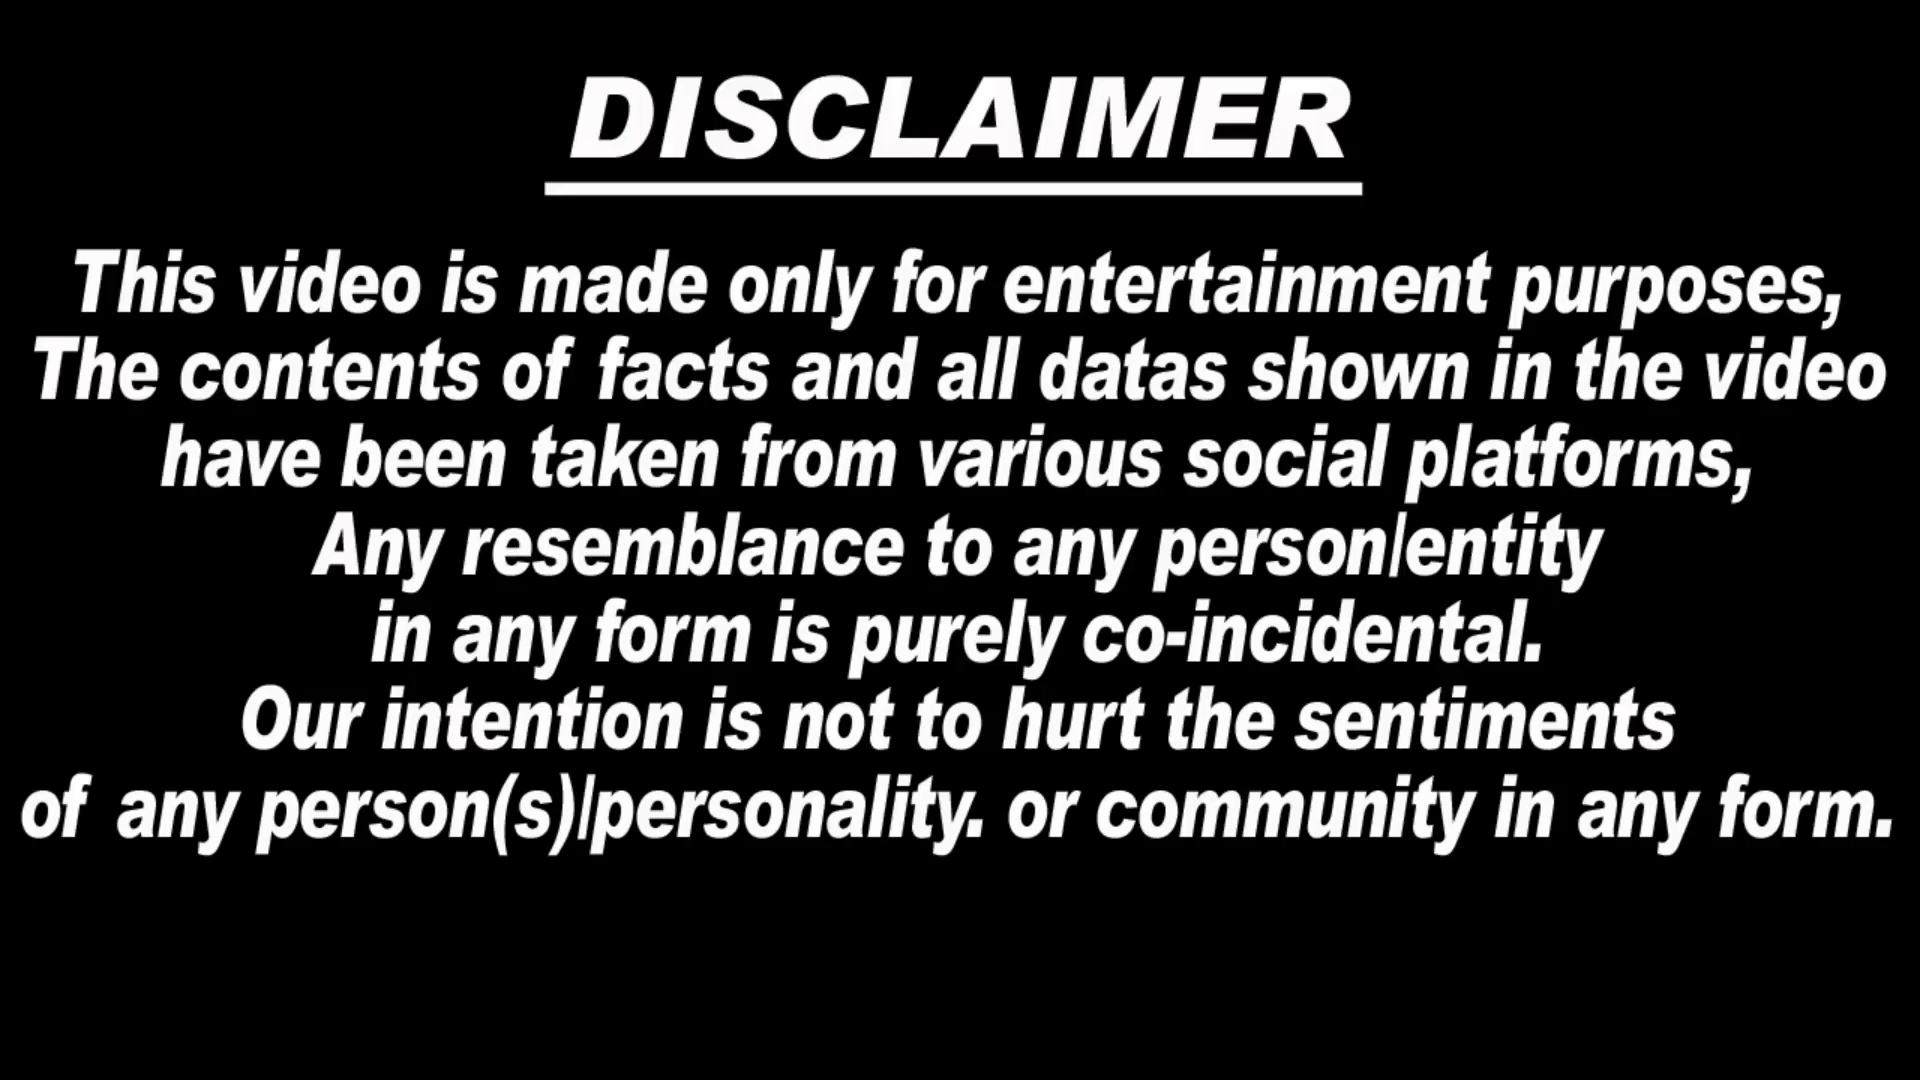 DISCLAIMER
This video is made only for entertainment purposes,
The contents of facts and all datas shown in the video
have been taken from various social platforms,
Any resemblance to any person/entity
in any form is purely co-incidental.
Our intention is not to hurt the sentiments
of any person(s)/personality. or community in any form.